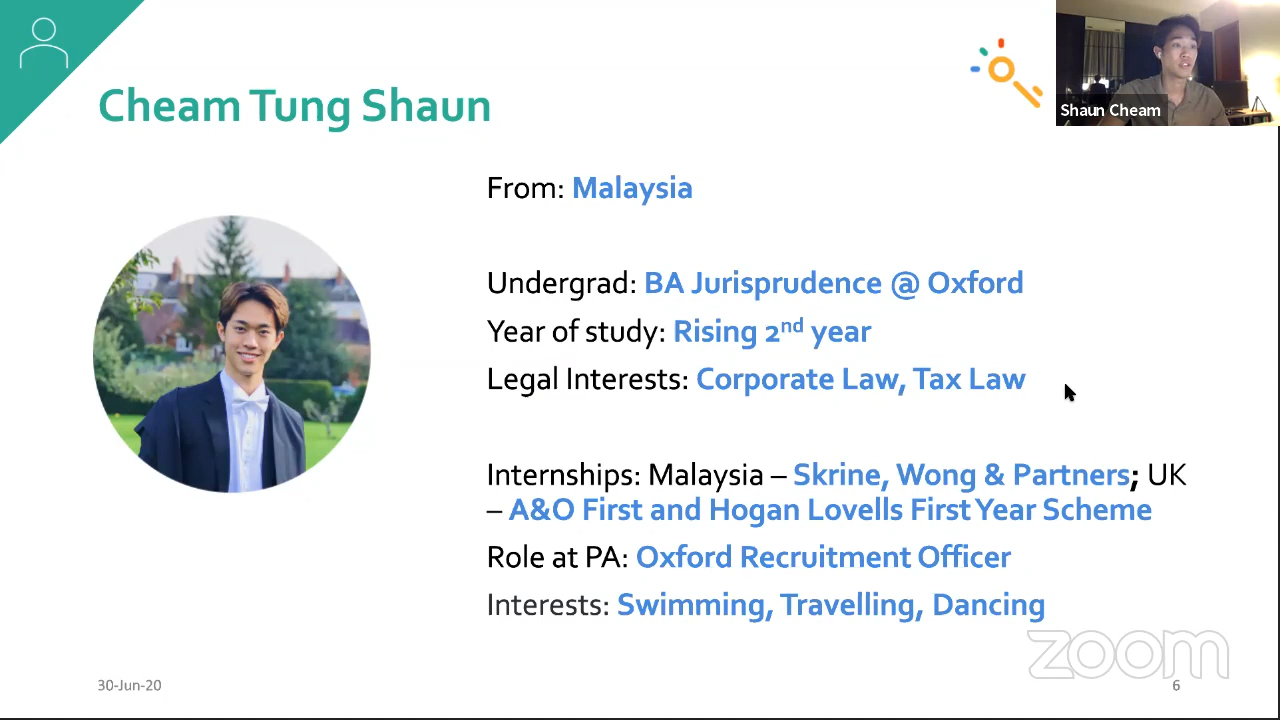 Shaun Cheam
Cheam Tung Shaun
From: Malaysia
Undergrad: BA Jurisprudence @ Oxford
Year of study: Rising 2nd year
Legal Interests: Corporate Law, Tax Law
Internships: Malaysia – Skrine, Wong & Partners; UK
– A&O First and Hogan Lovells First Year Scheme
Role at PA: Oxford Recruitment Officer
Interests: Swimming, Travelling, Dancing
zoom
30-Jun-20
6